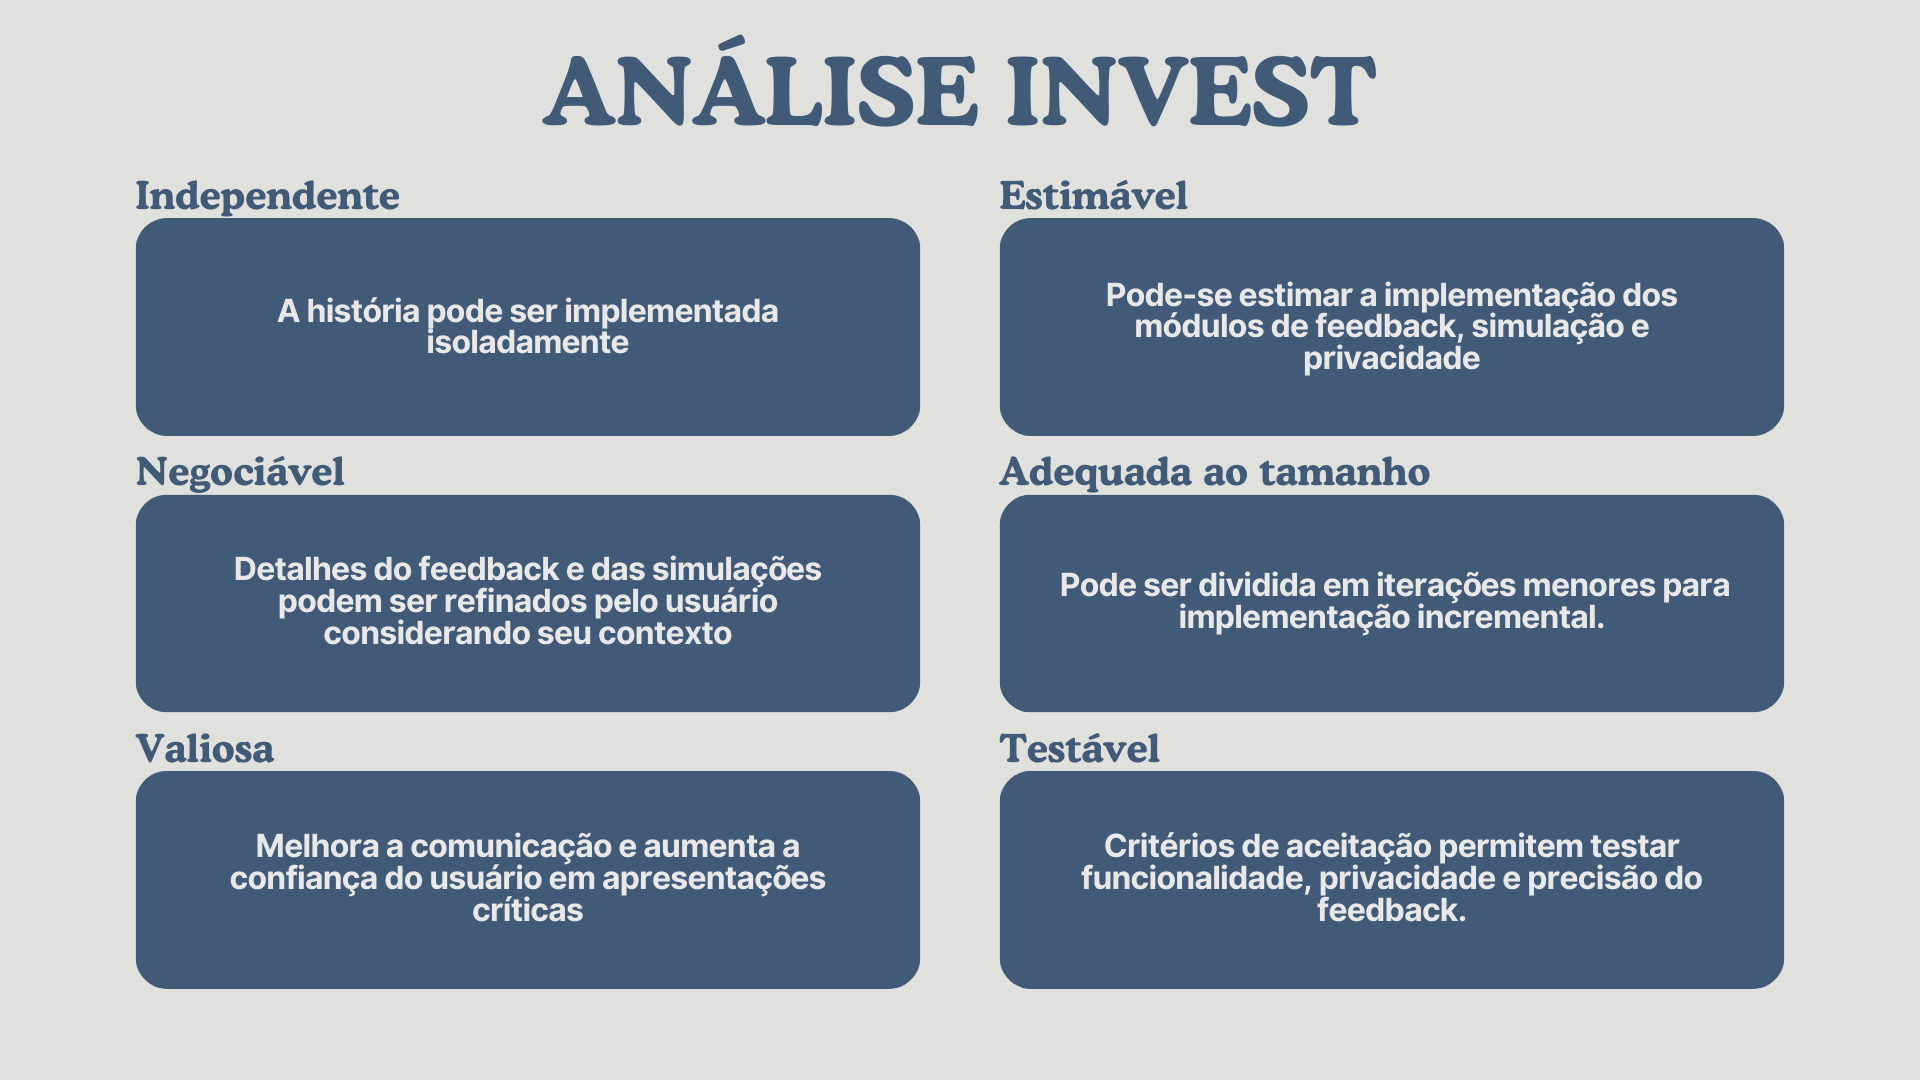 ANÁLISE INVEST
Independente
A história pode ser implementada
isoladamente
Negociável
Detalhes do feedback e das simulações
podem ser refinados pelo usuário
considerando seu contexto
Valiosa
Melhora a comunicação e aumenta a
confiança do usuário em apresentações
críticas
Estimável
Pode-se estimar a implementação dos
módulos de feedback, simulação e
privacidade
Adequada ao tamanho
Pode ser dividida em iterações menores para
implementação incremental.
Testável
Critérios de aceitação permitem testar
funcionalidade, privacidade e precisão do
feedback.